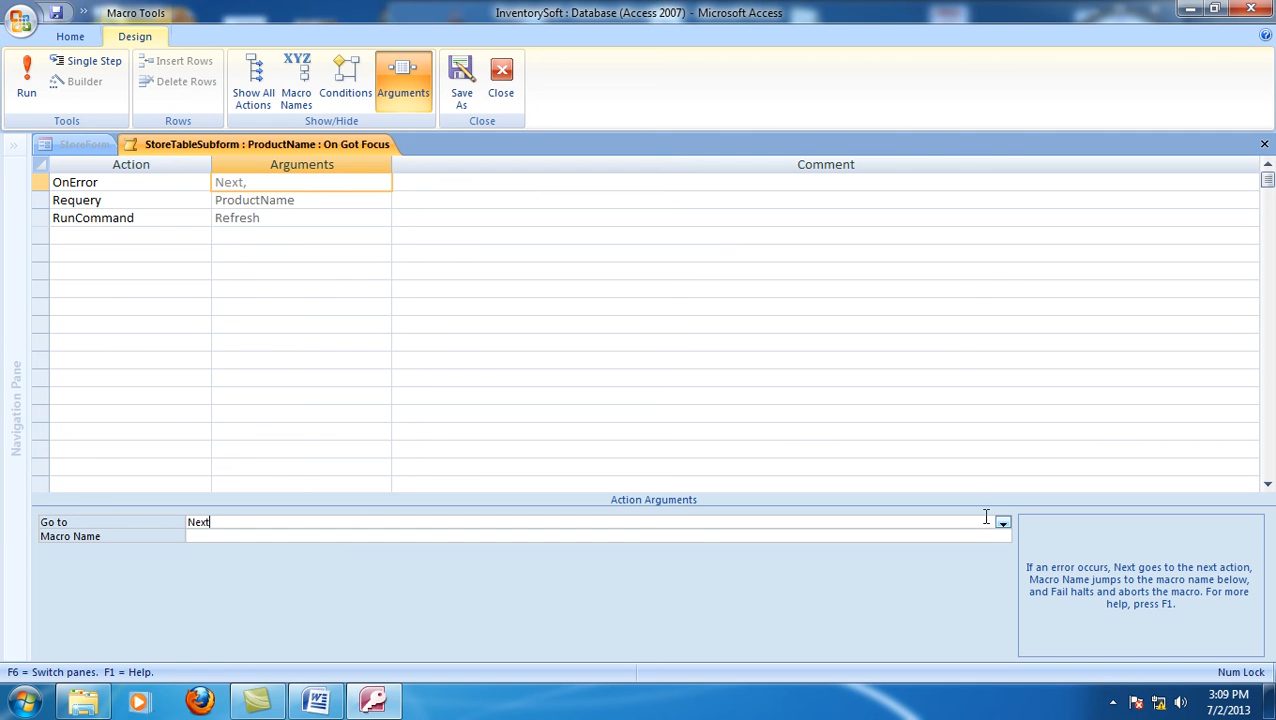 InventorySoft : Database (Access 2007) - Microsoft Access
Macro Tools
Home
Design
Run
Single Step
Builder
Tools
Insert Rows
Delete Rows
Rows
Show All Actions
XYZ
Macro Names
Conditions
Arguments
Show/Hide
Save As
Close
Close
StoreForm
StoreTableSubform : ProductName : On Got Focus
Action
Arguments
Comment
OnError
Next,
Requery
ProductName
RunCommand
Refresh
Navigation Pane
Action Arguments
Go to
Next
Macro Name
If an error occurs, Next goes to the next action,
Macro Name jumps to the macro name below,
and Fail halts and aborts the macro. For more
help, press F1.
F6 = Switch panes. F1 = Help.
Num Lock
3:09 PM
7/2/2013